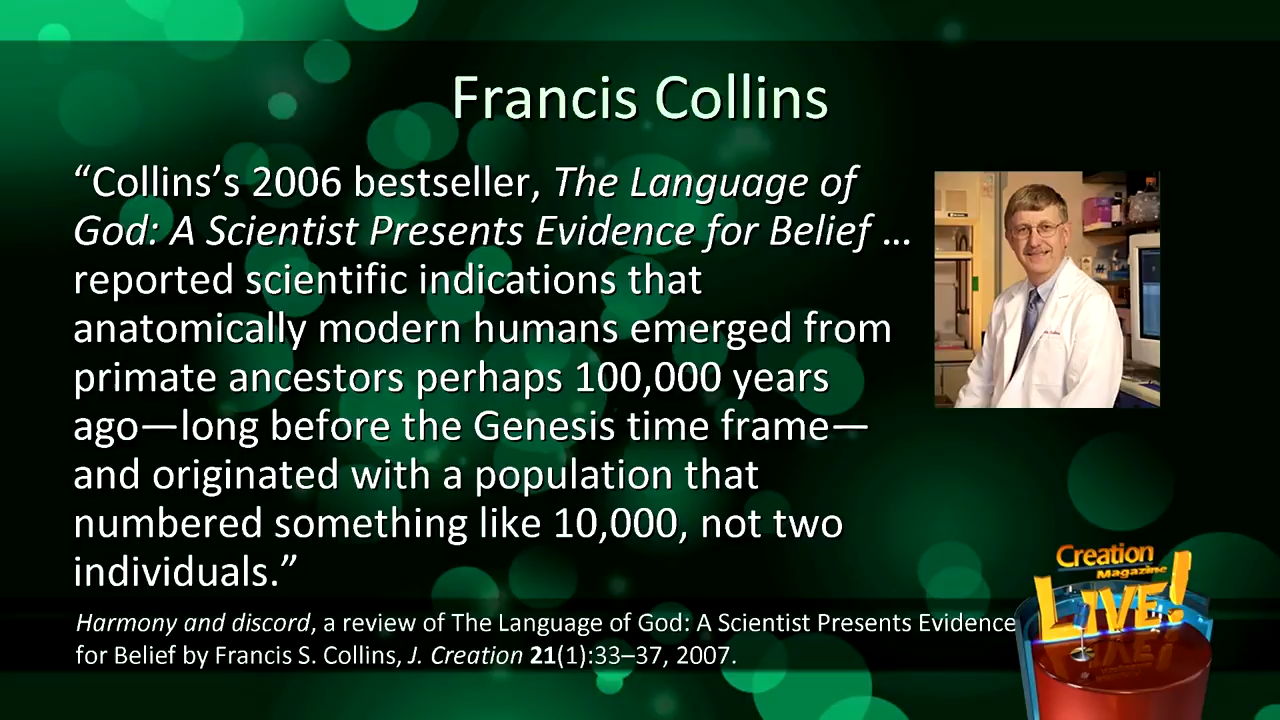 Francis Collins
“Collins’s 2006 bestseller, The Language of
God: A Scientist Presents Evidence for Belief …
reported scientific indications that
anatomically modern humans emerged from
primate ancestors perhaps 100,000 years
ago—long before the Genesis time frame—
and originated with a population that
numbered something like 10,000, not two
individuals.”
Harmony and discord, a review of The Language of God: A Scientist Presents Evidence
for Belief by Francis S. Collins, J. Creation 21(1):33–37, 2007.
Creation
Magazine
LIVE!